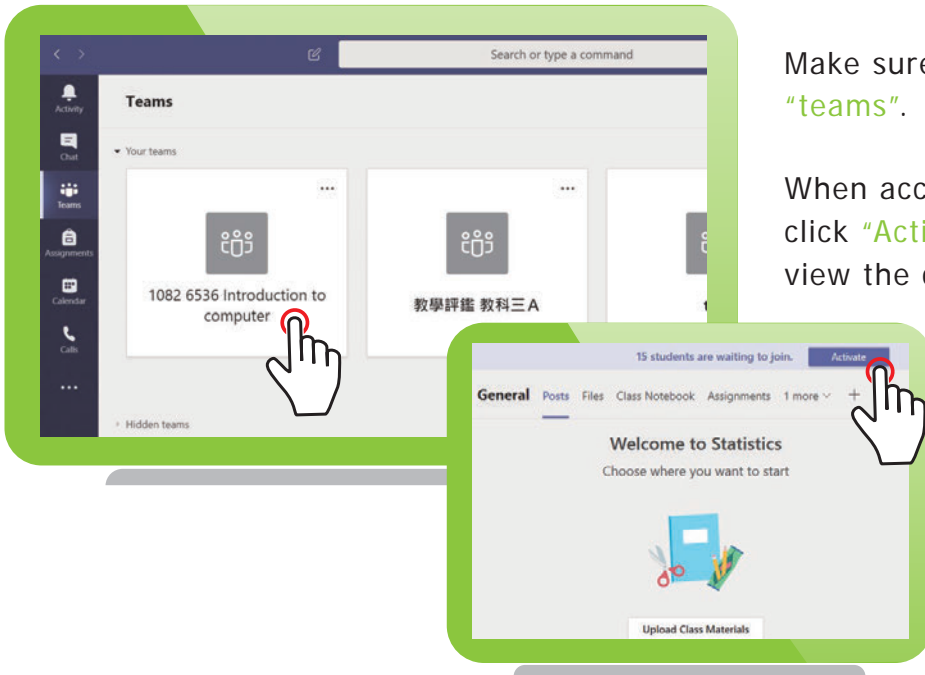 Search or type a command
Activity
Chat
Teams
Assignments
Calendar
Calls
Teams
Your teams
1082 6536 Introduction to
computer
教學評鑑 教科三A
Hidden teams
Make sure
“teams”.
When acc
click “Acti
view the
15 students are waiting to join.
Activate
General Posts Files Class Notebook Assignments 1 more
Welcome to Statistics
Choose where you want to start
Upload Class Materials